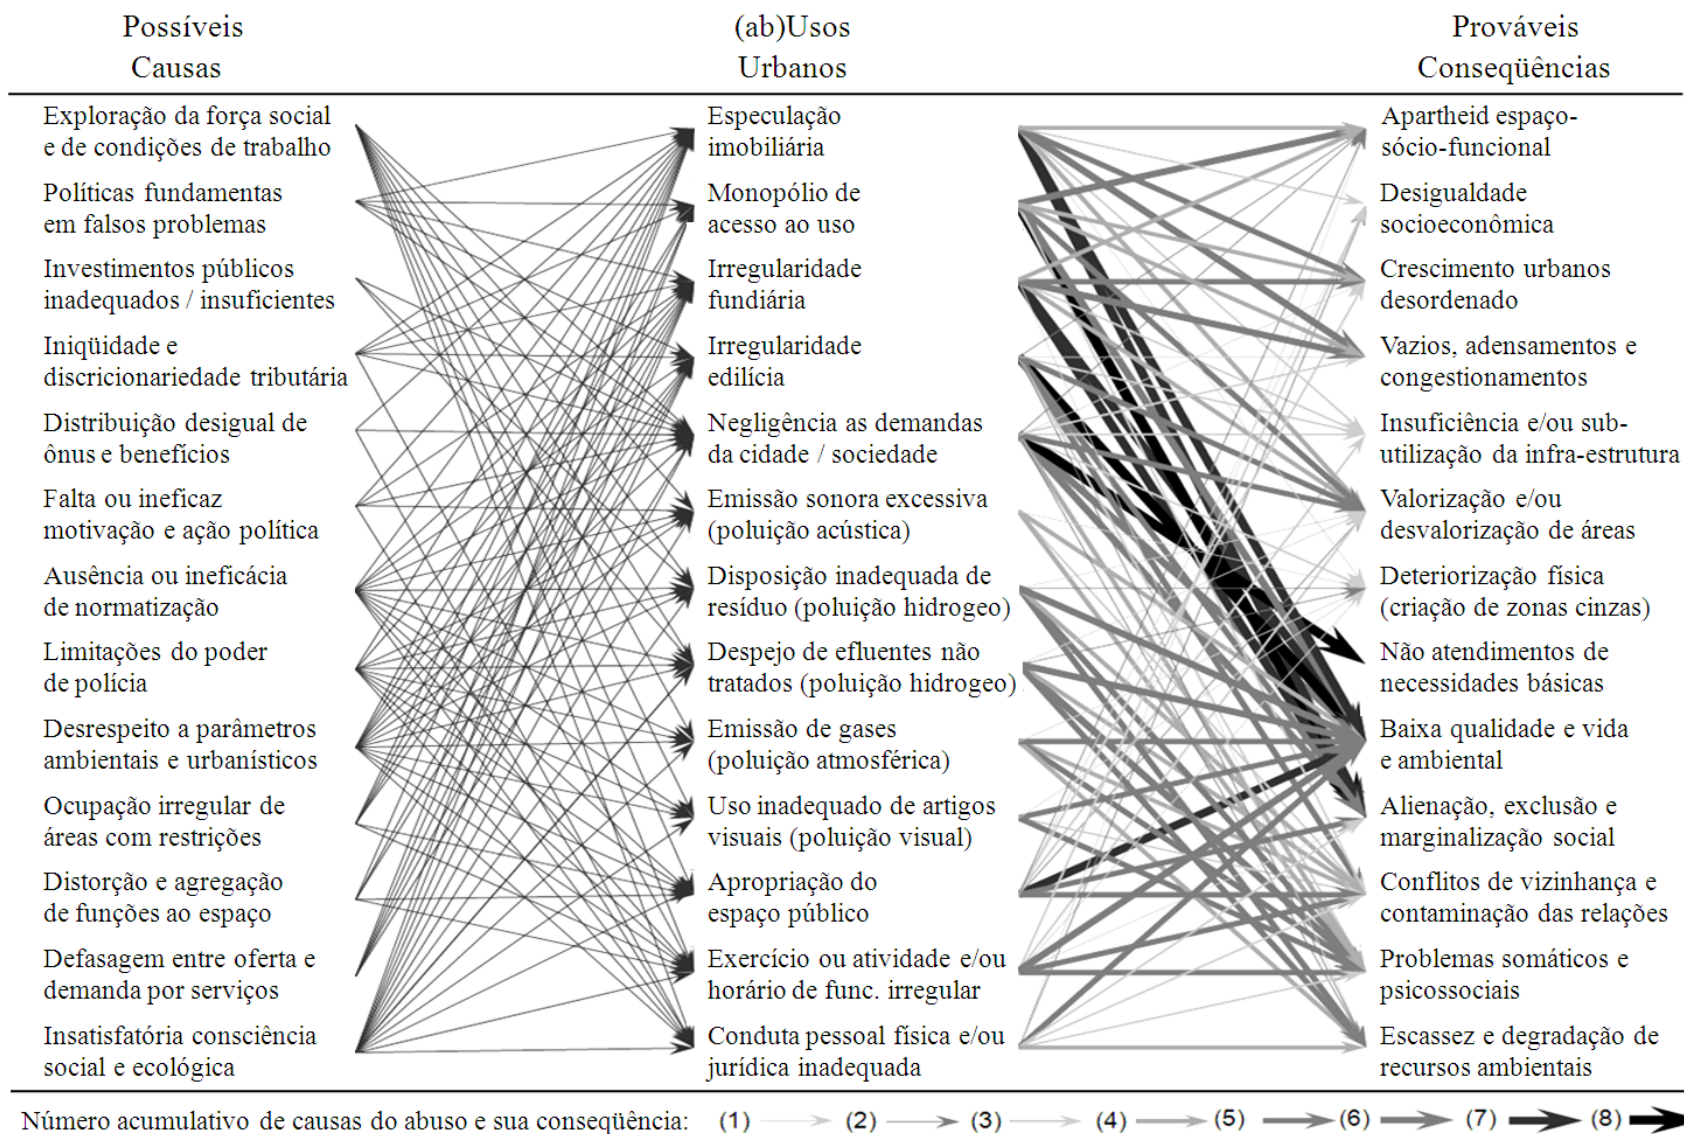 Possíveis
Causas
(ab)Usos
Urbanos
Prováveis
Conseqüências
Exploração da força social
e de condições de trabalho
Políticas fundamentas
em falsos problemas
Investimentos públicos
inadequados / insuficientes
Iniqüidade e
discricionariedade tributária
Distribuição desigual de
ônus e benefícios
Falta ou ineficaz
motivação e ação política
Ausência ou ineficácia
de normatização
Limitações do poder
de polícia
Desrespeito a parâmetros
ambientais e urbanísticos
Ocupação irregular de
áreas com restrições
Distorção e agregação
de funções ao espaço
Defasagem entre oferta e
demanda por serviços
Insatisfatória consciência
social e ecológica
Especulação
imobiliária
Monopólio de
acesso ao uso
Irregularidade
fundiária
Irregularidade
edilícia
Negligência as demandas
da cidade / sociedade
Emissão sonora excessiva
(poluição acústica)
Disposição inadequada de
resíduo (poluição hidrogeo)
Despejo de efluentes não
tratados (poluição hidrogeo)
Emissão de gases
(poluição atmosférica)
Uso inadequado de artigos
visuais (poluição visual)
Apropriação do
espaço público
Exercício ou atividade e/ou
horário de func. irregular
Conduta pessoal física e/ou
jurídica inadequada
Apartheid espaço-
sócio-funcional
Desigualdade
socioeconômica
Crescimento urbanos
desordenado
Vazios, adensamentos e
congestionamentos
Insuficiência e/ou sub-
utilização da infra-estrutura
Valorização e/ou
desvalorização de áreas
Deteriorização física
(criação de zonas cinzas)
Não atendimentos de
necessidades básicas
Baixa qualidade e vida
e ambiental
Alienação, exclusão e
marginalização social
Conflitos de vizinhança e
contaminação das relações
Problemas somáticos e
psicossociais
Escassez e degradação de
recursos ambientais
Número acumulativo de causas do abuso e sua conseqüência: (1) (2) (3) (4) (5) (6) (7) (8)